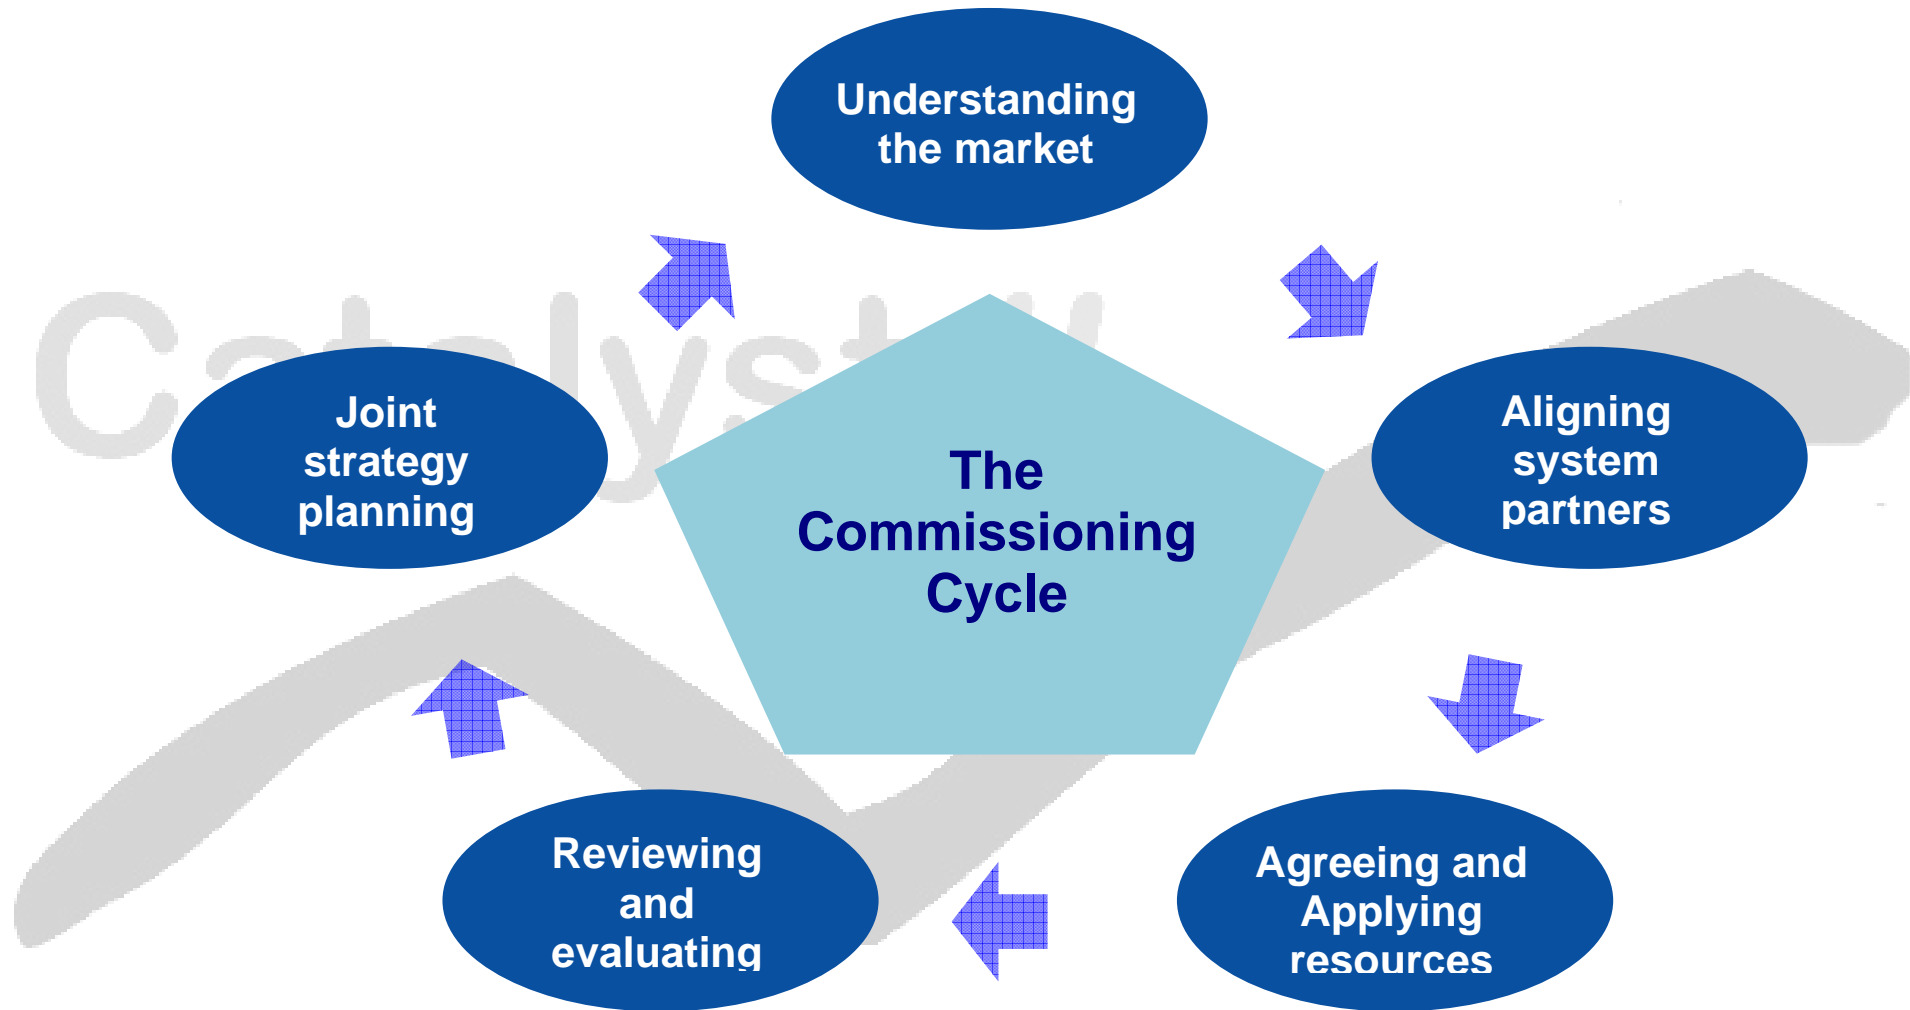 Understanding
the market
Joint
strategy
planning
Aligning
system
partners
The
Commissioning
Cycle
Reviewing
and
evaluating
Agreeing and
Applying
resources